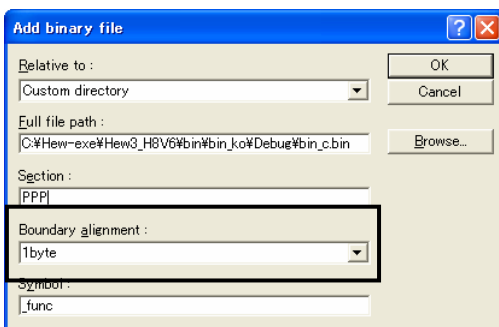 Add binary file
Relative to :
OK
Custom directory
Cancel
Full file path :
C:¥Hew-exe¥Hew3_H8V6¥bin¥bin_ko¥Debug¥bin_c.bin
Browse...
Section :
PPP
Boundary alignment :
1byte
Symbol :
_func